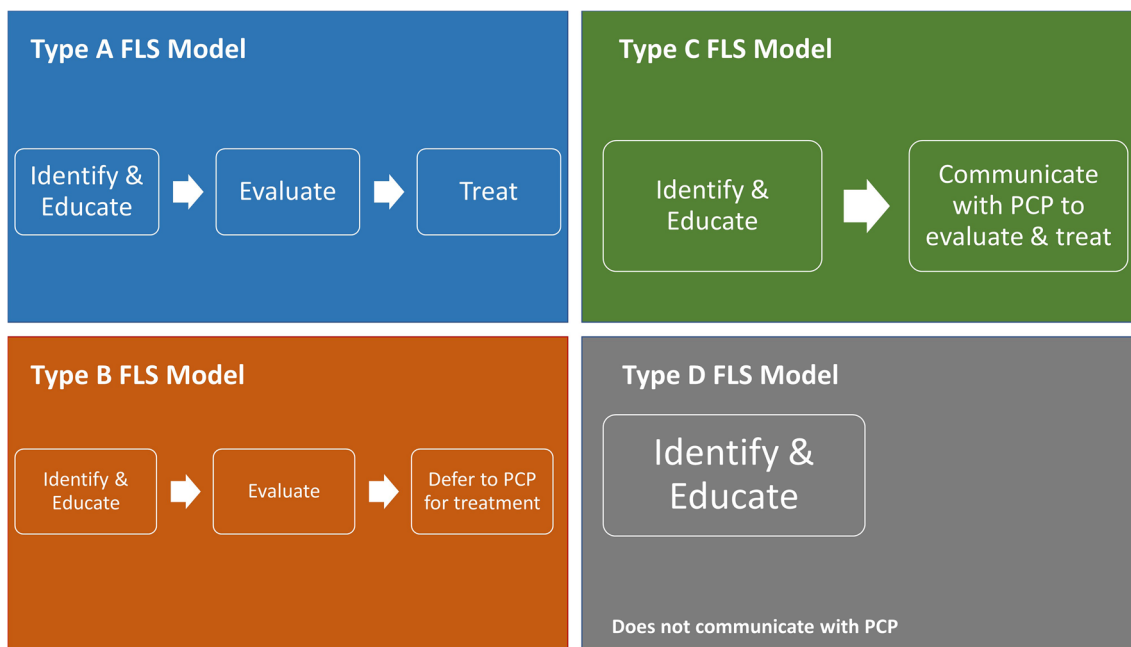 Type A FLS Model
Identify &
Educate
Evaluate
Treat
Type C FLS Model
Identify &
Educate
Communicate
with PCP to
evaluate & treat
Type B FLS Model
Identify &
Educate
Evaluate
Defer to PCP
for treatment
Type D FLS Model
Identify &
Educate
Does not communicate with PCP